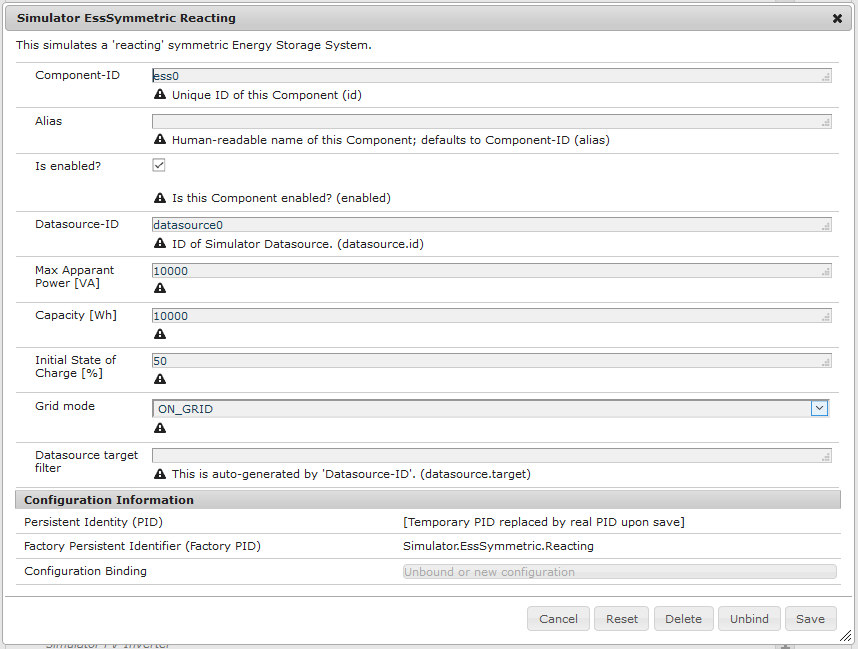 Simulator EssSymmetric Reacting
This simulates a 'reacting' symmetric Energy Storage System.
Component-ID
ess0
Unique ID of this Component (id)
Alias
Human-readable name of this Component; defaults to Component-ID (alias)
Is enabled?
Is this Component enabled? (enabled)
Datasource-ID
datasource0
ID of Simulator Datasource. (datasource.id)
Max Apparant
Power [VA]
10000
Capacity [Wh]
10000
Initial State of
Charge [%]
50
Grid mode
ON_GRID
Datasource target
filter
This is auto-generated by 'Datasource-ID'. (datasource.target)
Configuration Information
Persistent Identity (PID) [Temporary PID replaced by real PID upon save]
Factory Persistent Identifier (Factory PID) Simulator.EssSymmetric.Reacting
Configuration Binding Unbound or new configuration
Cancel Reset Delete Unbind Save
Simulator PV-Inverter